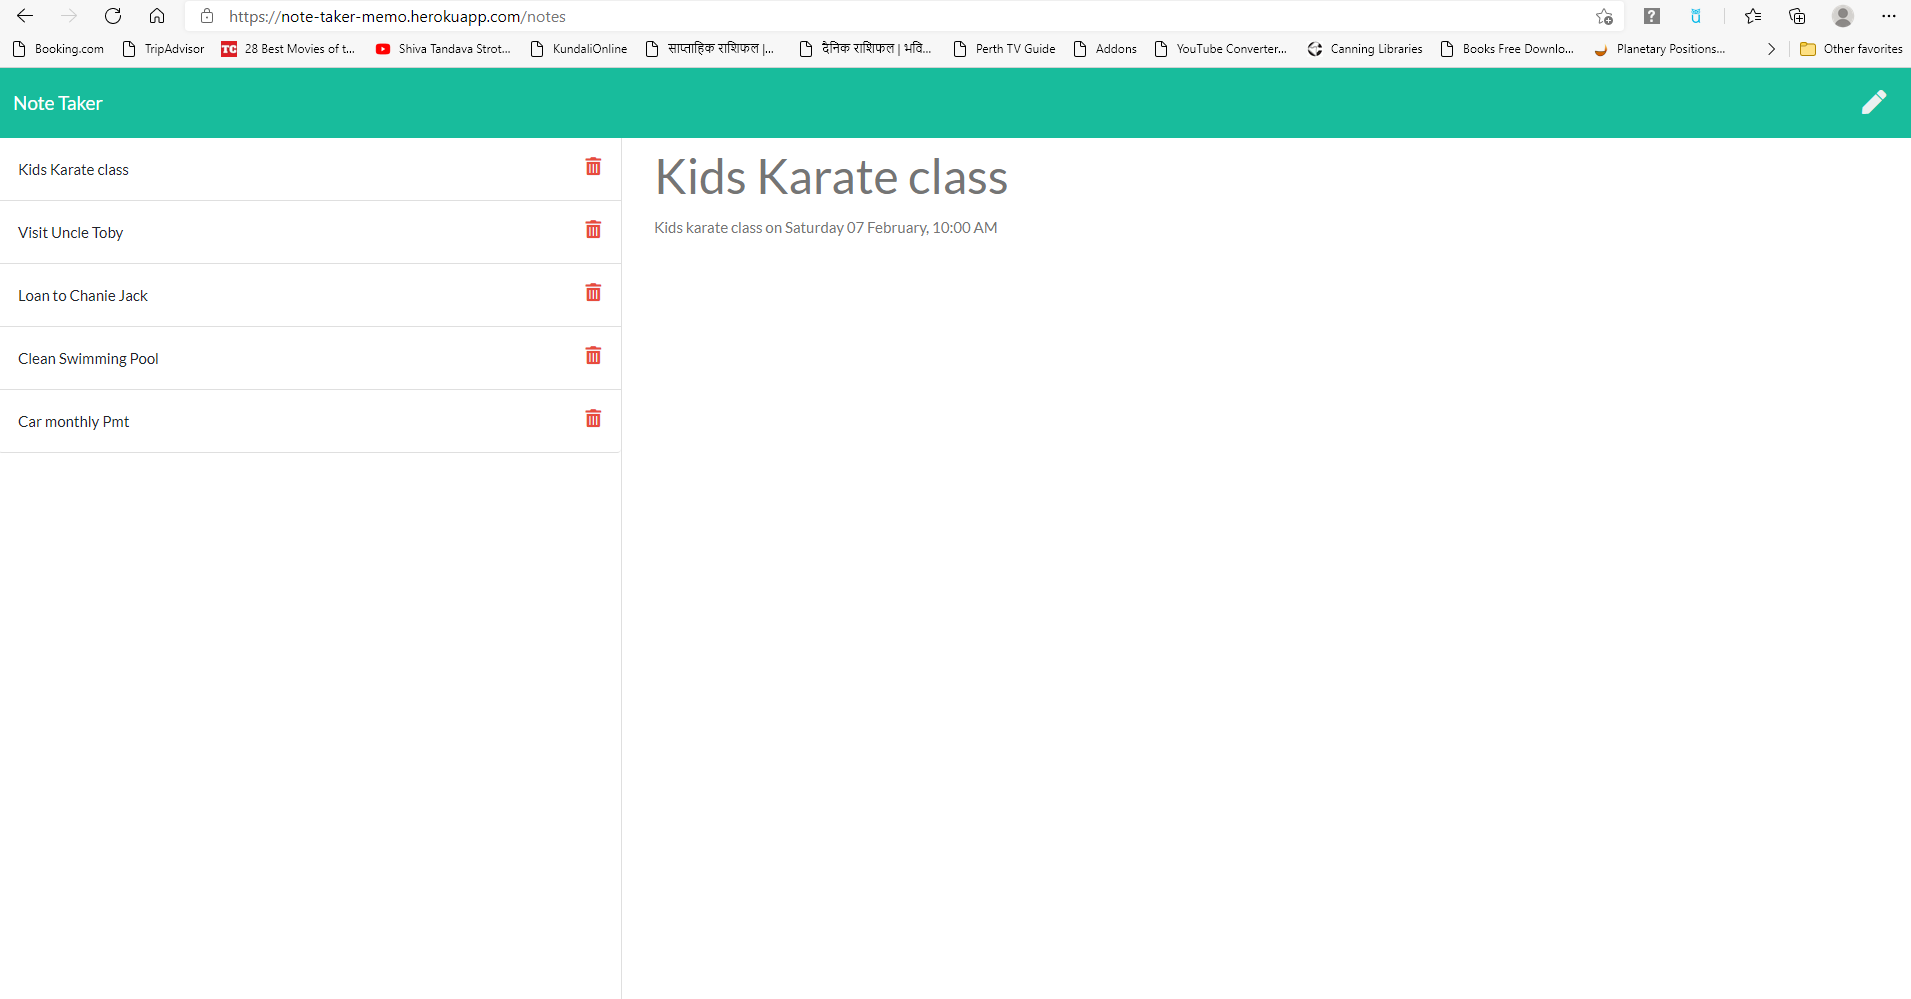 https://note-taker-memo.herokuapp.com/notes
Booking.com TripAdvisor TC 28 Best Movies of t... Shiva Tandava Strot... KundaliOnline साप्ताहिक राशिफल |... दैनिक राशिफल | भवि... Perth TV Guide Addons YouTube Converter... Canning Libraries Books Free Downlo... Planetary Positions... Other favorites
Note Taker
Kids Karate class
Visit Uncle Toby
Loan to Chanie Jack
Clean Swimming Pool
Car monthly Pmt
Kids Karate class
Kids karate class on Saturday 07 February, 10:00 AM